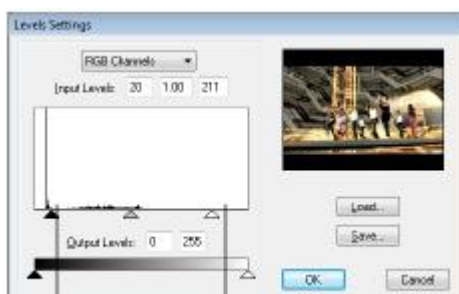 Levels Settings
RGB Channels
Input Levels: 20 1.00 211
Output Levels: 0 255
Load...
Save...
OK
Cancel